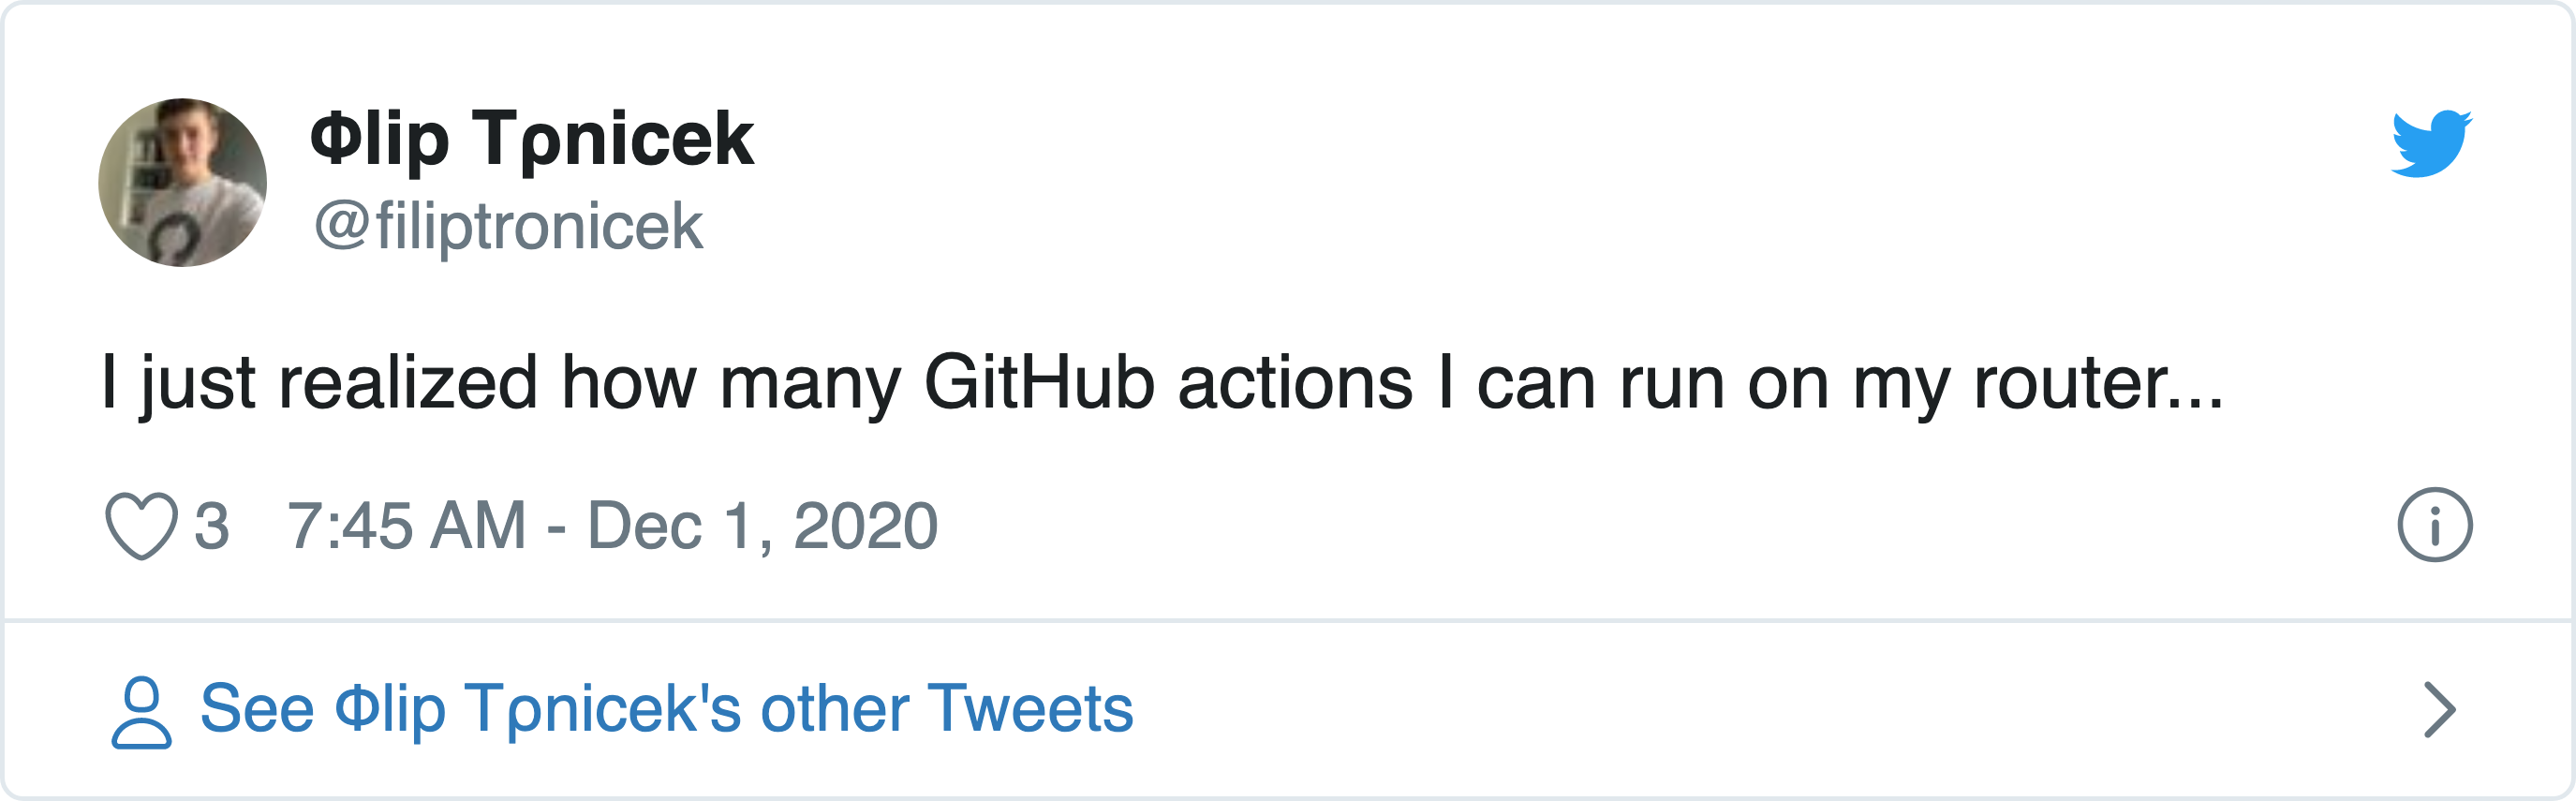 Φlip Tρnicek
@filiptronicek
I just realized how many GitHub actions I can run on my router...
3 7:45 AM - Dec 1, 2020
See Φlip Tρnicek's other Tweets